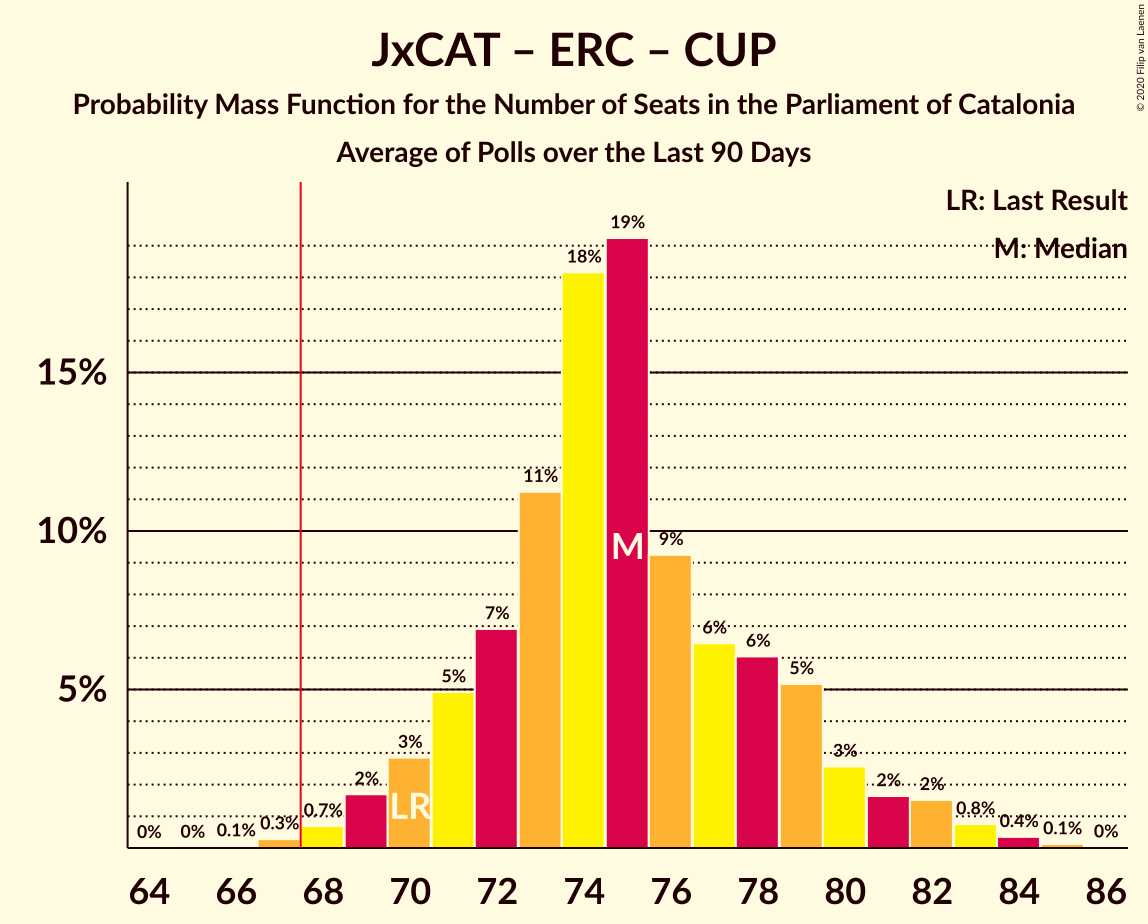 JxCAT – ERC – CUP
Probability Mass Function for the Number of Seats in the Parliament of Catalonia
Average of Polls over the Last 90 Days
© 2020 Filip van Laenen
LR: Last Result
M: Median
15%
10%
5%
0%
0%
0.1%
0.3%
0.7%
2%
3%
5%
7%
11%
18%
19%
9%
6%
6%
5%
3%
2%
2%
0.8%
0.4%
0.1%
0%
LR
M
64 66 68 70 72 74 76 78 80 82 84 86